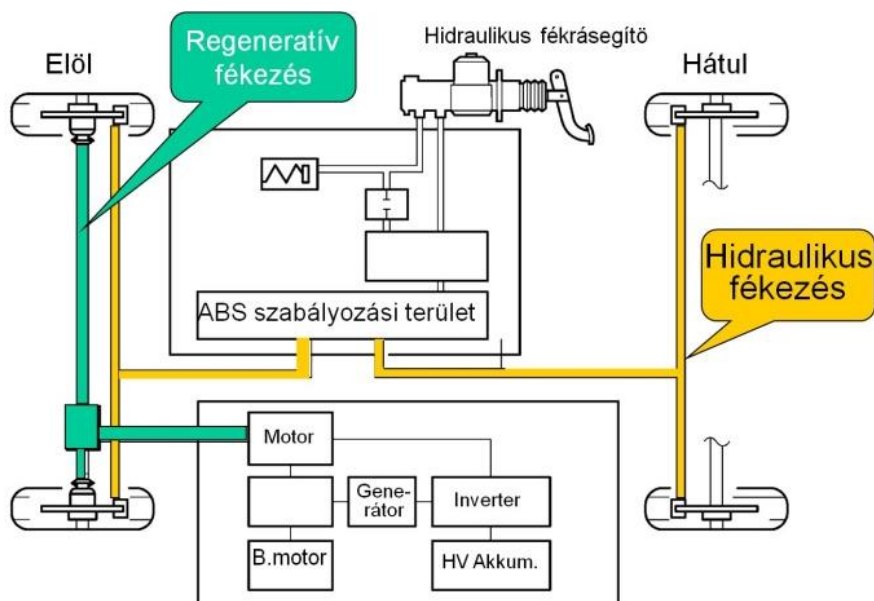 Elöl
Regeneratív
fékezés
Hidraulikus fékrásegítö
Hátul
Hidraulikus
fékezés
ABS szabályozási terület
Motor
Gene-
rátor
Inverter
B.motor
HV Akkum.